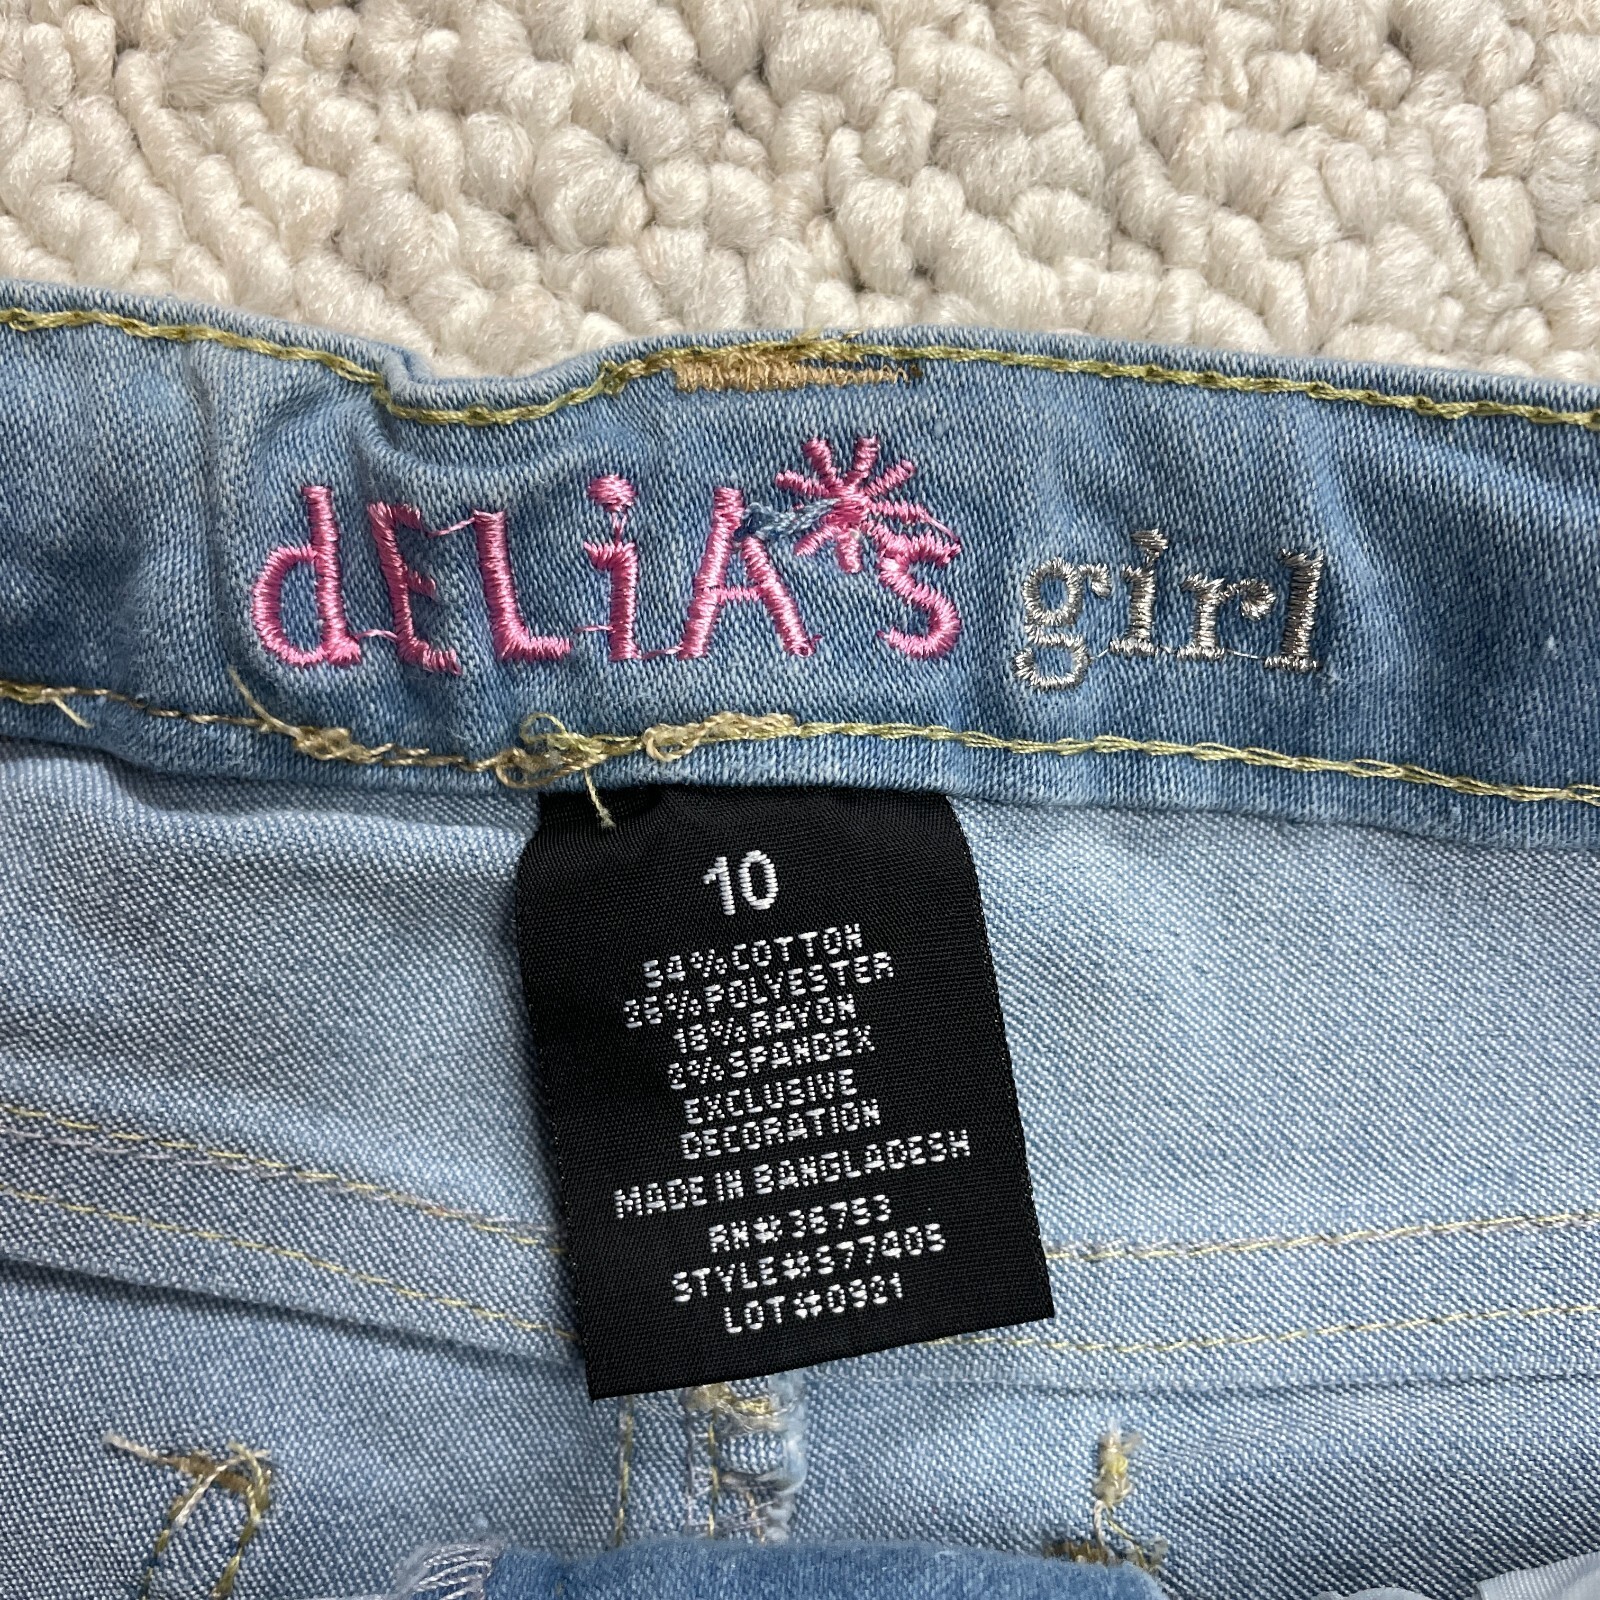 dELiA*s girl
10
54% COTTON
26% POLYESTER
18% RAYON
2% SPANDEX
EXCLUSIVE
DECORATION
MADE IN BANGLADESH
RN# 36753
STYLE# S77405
LOT#0921